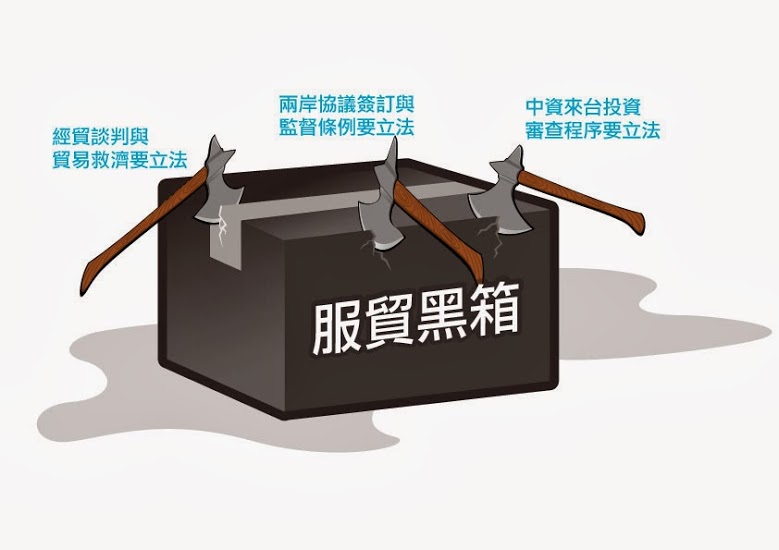 經貿談判與
貿易救濟要立法
兩岸協議簽訂與
監督條例要立法
中資來台投資
審查程序要立法
服貿黑箱